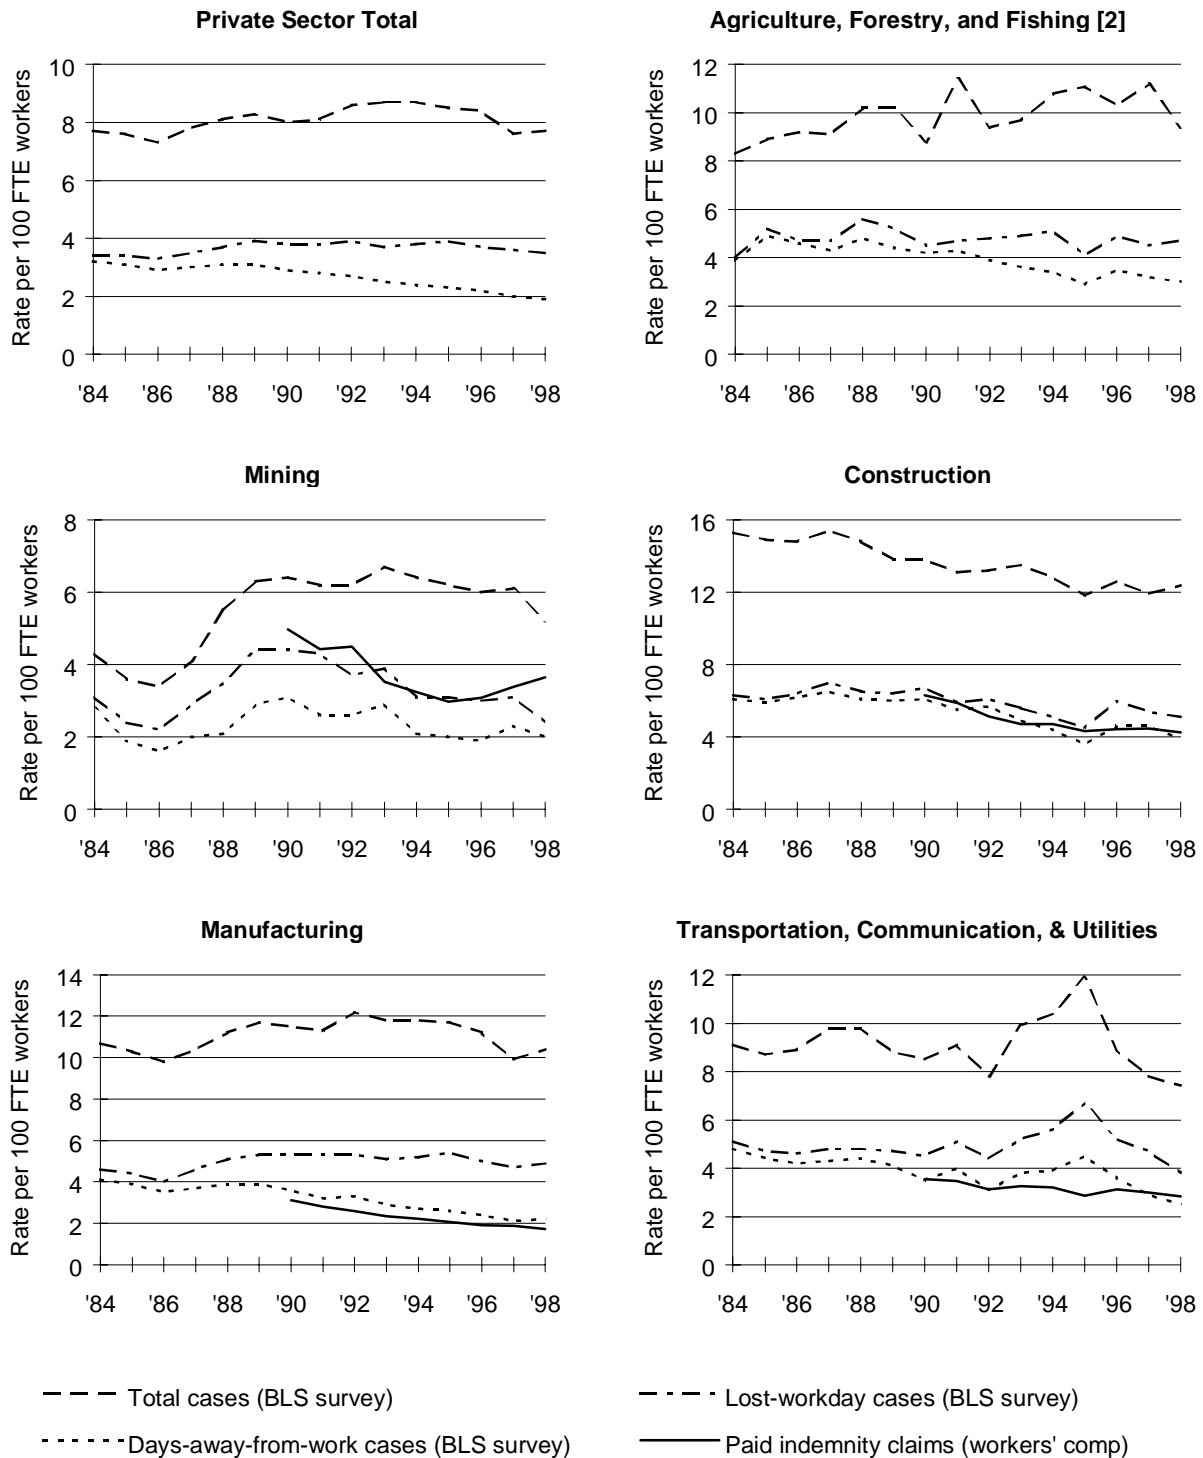 Private Sector Total
Rate per 100 FTE workers
10
8
6
4
2
0
'84 '86 '88 '90 '92 '94 '96 '98
Agriculture, Forestry, and Fishing [2]
Rate per 100 FTE workers
12
10
8
6
4
2
0
'84 '86 '88 '90 '92 '94 '96 '98
Mining
Rate per 100 FTE workers
8
6
4
2
0
'84 '86 '88 '90 '92 '94 '96 '98
Construction
Rate per 100 FTE workers
16
12
8
4
0
'84 '86 '88 '90 '92 '94 '96 '98
Manufacturing
Rate per 100 FTE workers
14
12
10
8
6
4
2
0
'84 '86 '88 '90 '92 '94 '96 '98
Transportation, Communication, & Utilities
Rate per 100 FTE workers
12
10
8
6
4
2
0
'84 '86 '88 '90 '92 '94 '96 '98
Total cases (BLS survey)
Lost-workday cases (BLS survey)
Days-away-from-work cases (BLS survey)
Paid indemnity claims (workers' comp)